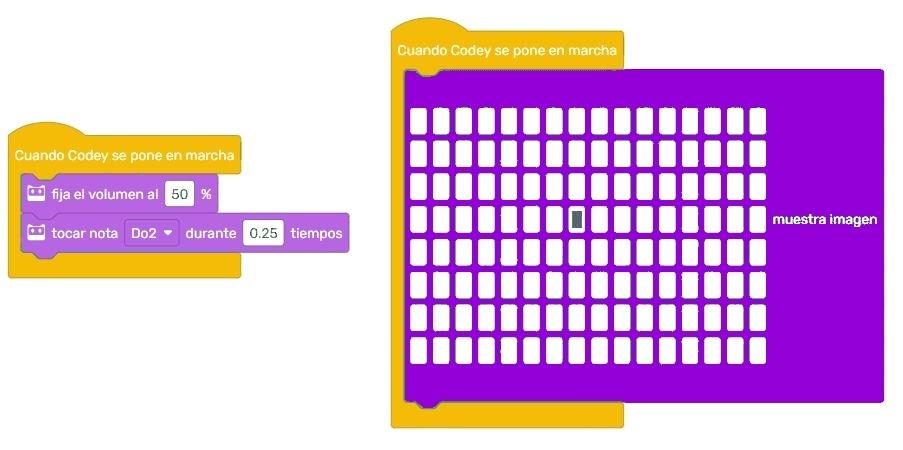 Cuando Codey se pone en marcha
fija el volumen al 50 %
tocar nota Do2 durante 0.25 tiempos
Cuando Codey se pone en marcha
muestra imagen